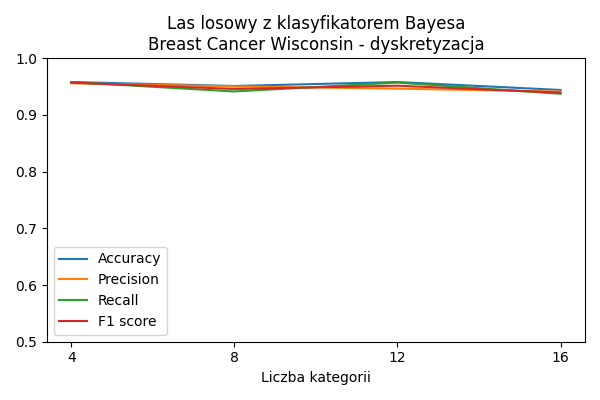 Las losowy z klasyfikatorem Bayesa
Breast Cancer Wisconsin - dyskretyzacja
1.0
0.9
0.8
0.7
0.6
0.5
Accuracy
Precision
Recall
F1 score
4
8
12
16
Liczba kategorii